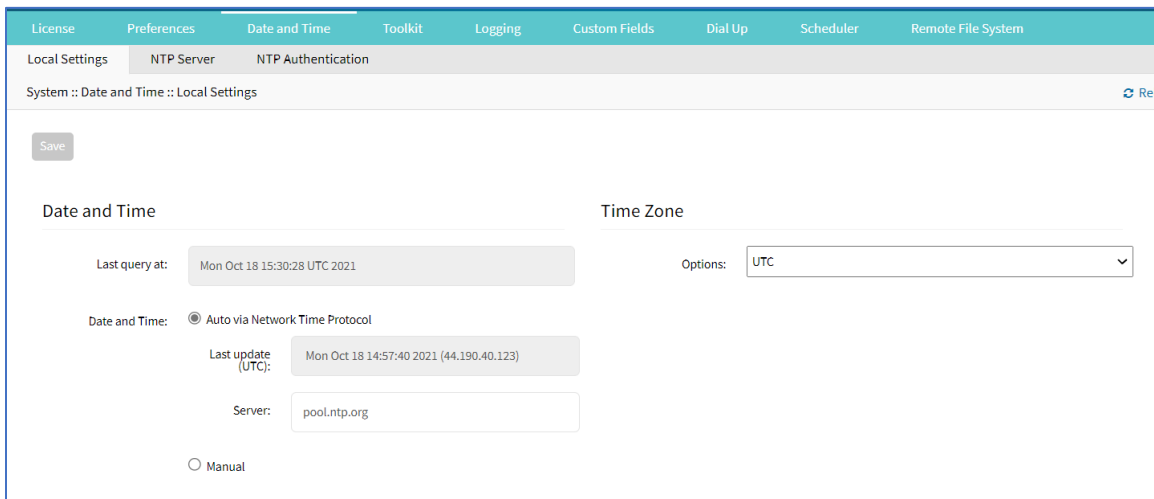 License Preferences Date and Time Toolkit Logging Custom Fields Dial Up Scheduler Remote File System
Local Settings NTP Server NTP Authentication
System :: Date and Time :: Local Settings Re
Save
Date and Time Time Zone
Last query at: Mon Oct 18 15:30:28 UTC 2021 Options: UTC
Date and Time: Auto via Network Time Protocol
Last update
(UTC): Mon Oct 18 14:57:40 2021 (44.190.40.123)
Server: pool.ntp.org
Manual